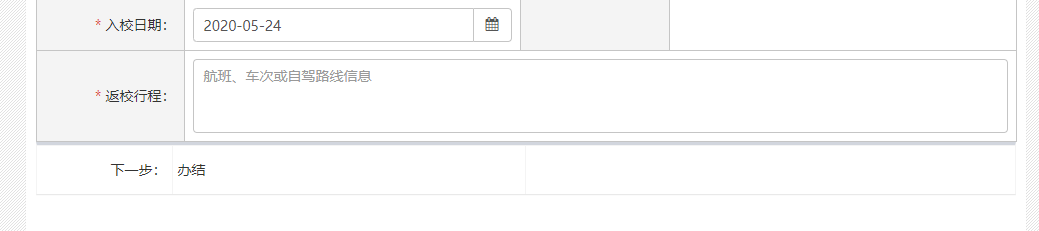 * 入校日期： 2020-05-24
* 返校行程： 航班、车次或自驾路线信息
下一步： 办结